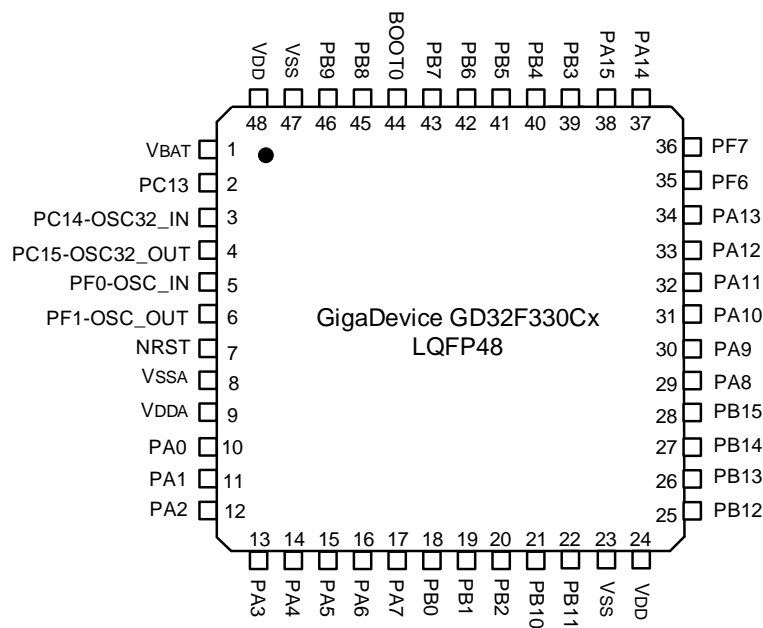 VDD VSS PB9 PB8 BOOT0 PB7 PB6 PB5 PB4 PB3 PA15 PA14
48 47 46 45 44 43 42 41 40 39 38 37
VBAT 1
PC13 2
PC14-OSC32_IN 3
PC15-OSC32_OUT 4
PF0-OSC_IN 5
PF1-OSC_OUT 6
NRST 7
VSSA 8
VDDA 9
PA0 10
PA1 11
PA2 12
GigaDevice GD32F330Cx
LQFP48
36 PF7
35 PF6
34 PA13
33 PA12
32 PA11
31 PA10
30 PA9
29 PA8
28 PB15
27 PB14
26 PB13
25 PB12
13 14 15 16 17 18 19 20 21 22 23 24
PA3 PA4 PA5 PA6 PA7 PB0 PB1 PB2 PB10 PB11 VSS VDD